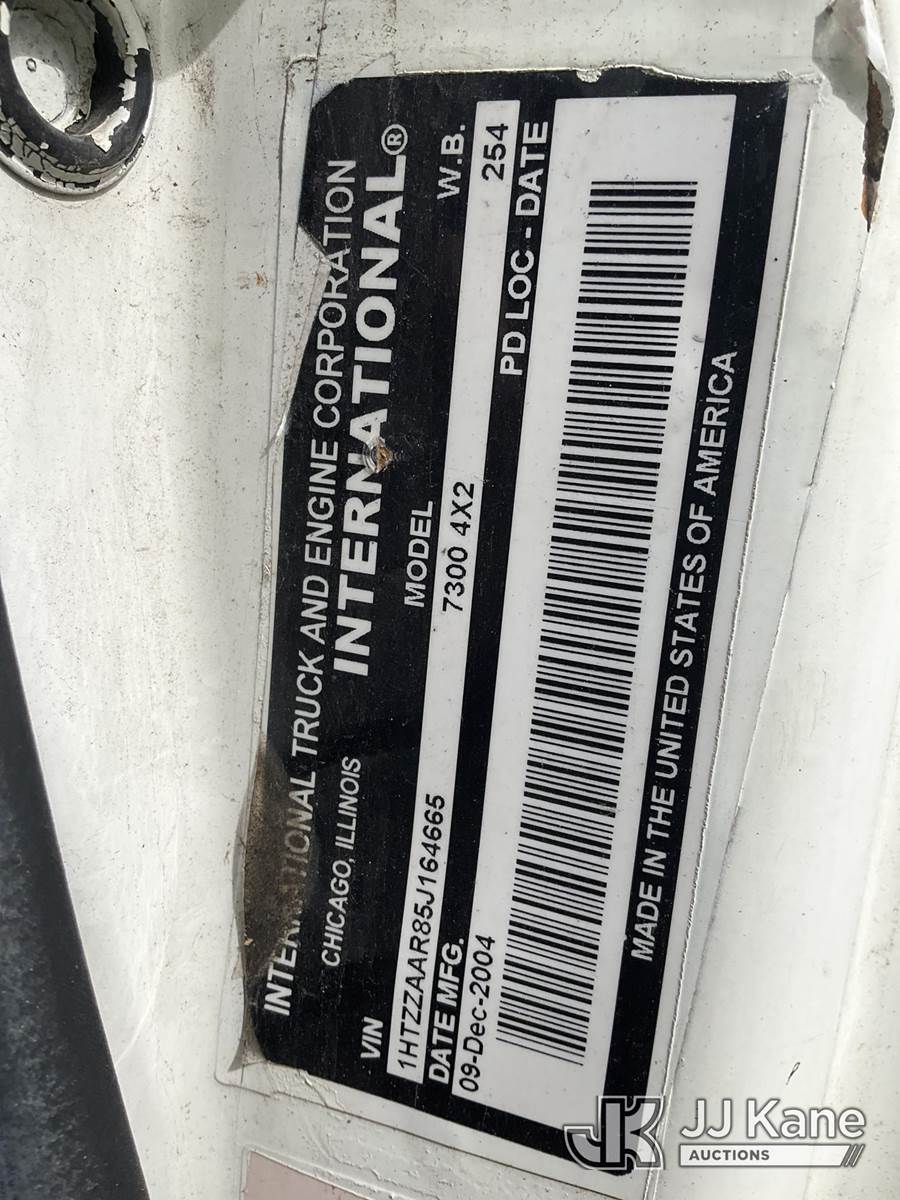 INTERNATIONAL TRUCK AND ENGINE CORPORATION
CHICAGO, ILLINOIS INTERNATIONAL®
VIN MODEL W.B.
1HTZZAAR85J164665 7300 4X2 254
DATE MFG. PD LOC - DATE
09-Dec-2004
MADE IN THE UNITED STATES OF AMERICA
JK JJ Kane
AUCTIONS